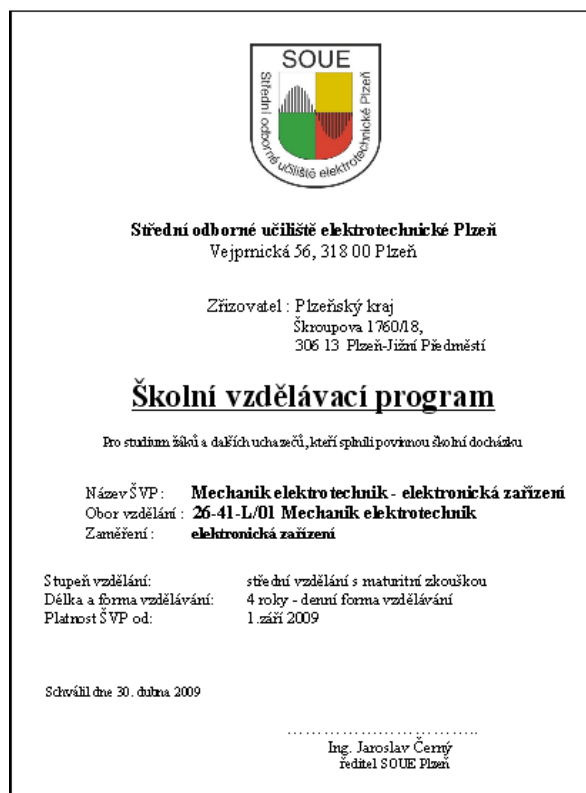 SOUE
Střední odborné učiliště elektrotechnické Plzeň
Střední odborné učiliště elektrotechnické Plzeň
Vejprnická 56, 318 00 Plzeň
Zřizovatel : Plzeňský kraj
Škroupova 1760/18,
306 13 Plzeň-Jižní Předměstí
Školní vzdělávací program
Pro studium žáků a dalších uchazečů, kteří splnili povinnou školní docházku
Název ŠVP : Mechanik elektrotechnik - elektronická zařízení
Obor vzdělání : 26-41-L/01 Mechanik elektrotechnik
Zaměření : elektronická zařízení
Stupeň vzdělání: střední vzdělání s maturitní zkouškou
Délka a forma vzdělávání: 4 roky - denní forma vzdělávání
Platnost ŠVP od: 1.září 2009
Schválil dne 30. dubna 2009
…………………………..
Ing. Jaroslav Černý
ředitel SOUE Plzeň